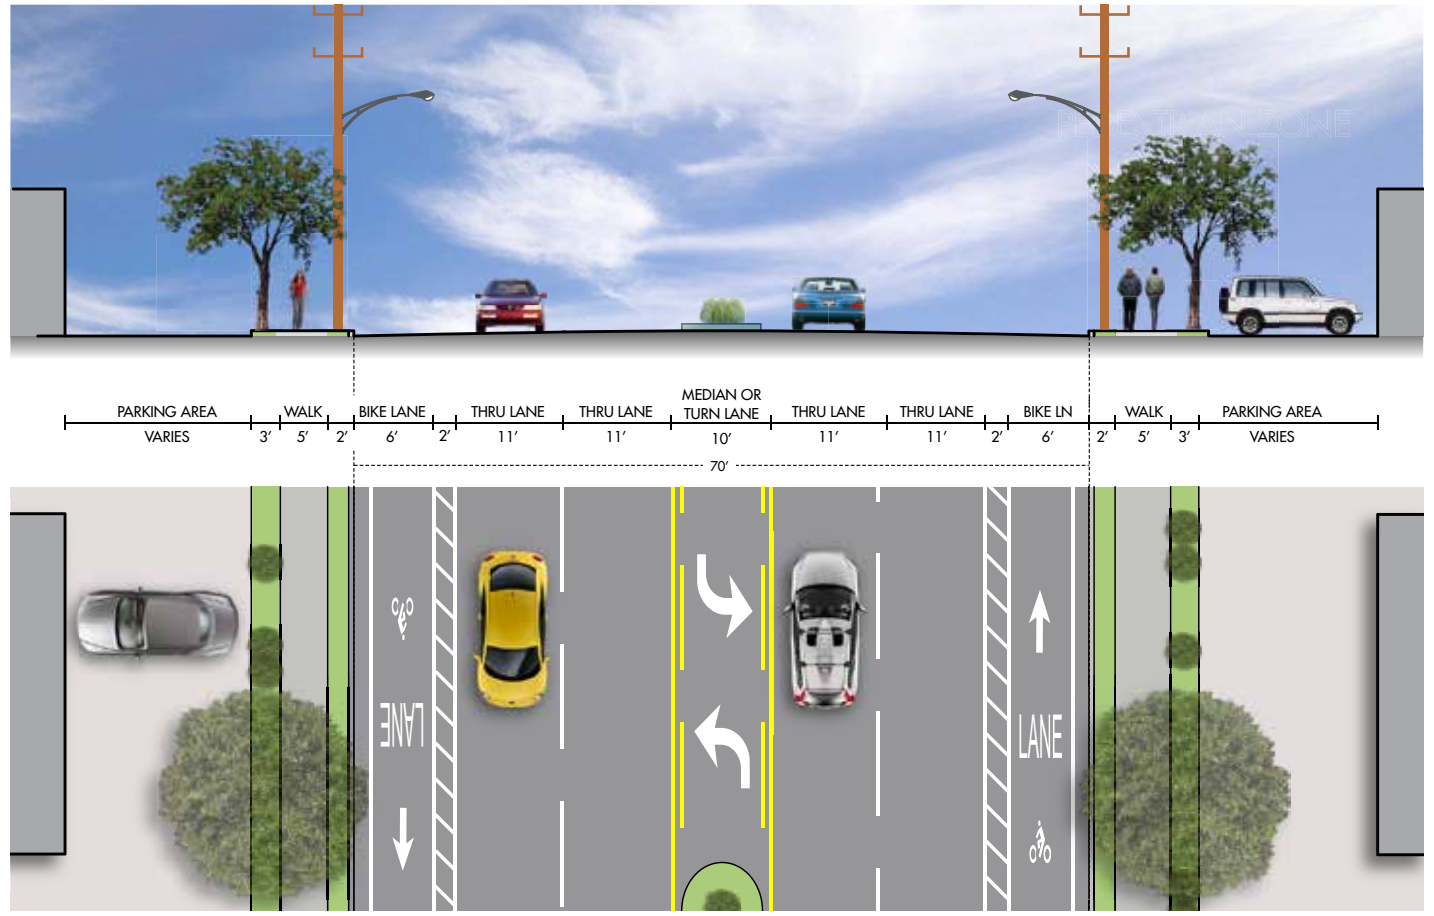 PEDESTRIAN ZONE
MEDIAN OR
PARKING AREA WALK BIKE LANE THRU LANE THRU LANE TURN LANE THRU LANE THRU LANE BIKE LN WALK PARKING AREA
VARIES 3’ 5’ 2’ 6’ 2’ 11’ 11’ 10’ 11’ 11’ 2’ 6’ 2’ 5’ 3’ VARIES
70’
LANE
LANE